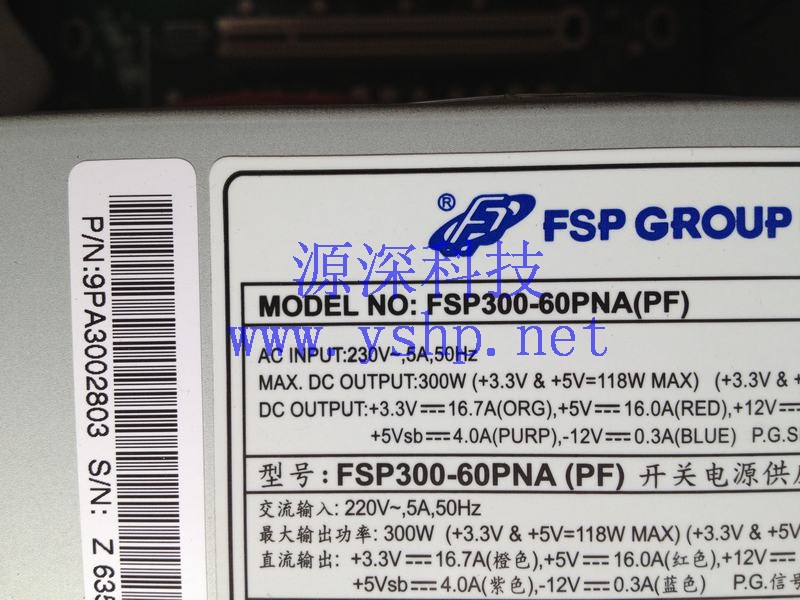 P/N:9PA3002803 S/N: Z 635
® FSP GROUP
源深科技
www.yshp.net
MODEL NO: FSP300-60PNA(PF)
AC INPUT:230V~,5A,50Hz
MAX. DC OUTPUT:300W (+3.3V & +5V=118W MAX) (+3.3V & +
DC OUTPUT:+3.3V⎓16.7A(ORG),+5V⎓16.0A(RED),+12V⎓
+5Vsb⎓4.0A(PURP),-12V⎓0.3A(BLUE) P.G.S
型号: FSP300-60PNA (PF) 开关电源供
交流输入: 220V~,5A,50Hz
最大输出功率: 300W (+3.3V & +5V=118W MAX) (+3.3V & +5V
直流输出: +3.3V⎓16.7A(橙色),+5V⎓16.0A(红色),+12V⎓
+5Vsb⎓4.0A(紫色),-12V⎓0.3A(蓝色) P.G.信号